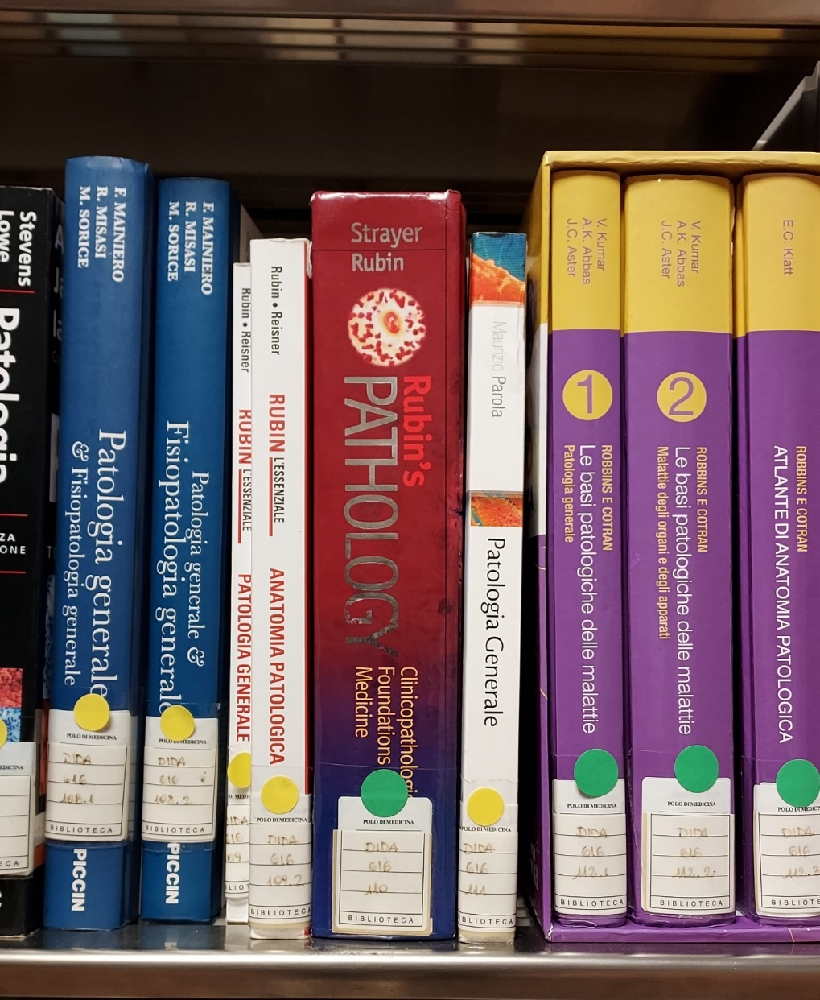 Stevens
Lowe
Patologia
ZA
ONE
ECA
F. MAINIERO
R. MISASI
M. SORICE
Patologia generale
& Fisiopatologia generale
POLO DI MEDICINA
DIDA
616
108.1
BIBLIOTECA
PICCIN
F. MAINIERO
R. MISASI
M. SORICE
Patologia generale &
Fisiopatologia generale
POLO DI MEDICINA
DIDA
616
108.2
BIBLIOTECA
PICCIN
Rubin • Reisner
RUBIN L'ESSENZIALE
PATOLOGIA GENERALE
Rubin • Reisner
RUBIN L'ESSENZIALE
ANATOMIA PATOLOGICA
POLO DI MEDICINA
DIDA
616
109.2
BIBLIOTECA
Strayer
Rubin
Rubin's
PATHOLOGY
Clinicopathologic
Foundations
Medicine
POLO DI MEDICINA
DIDA
616
110
BIBLIOTECA
Maurizio Parola
Patologia Generale
POLO DI MEDICINA
DIDA
616
111
BIBLIOTECA
V. Kumar
A.K. Abbas
J.C. Aster
1
ROBBINS E COTRAN
Le basi patologiche delle malattie
Patologia generale
POLO DI MEDICINA
DIDA
616
112.1
BIBLIOTECA
V. Kumar
A.K. Abbas
J.C. Aster
2
ROBBINS E COTRAN
Le basi patologiche delle malattie
Malattie degli organi e degli apparati
POLO DI MEDICINA
DIDA
616
112.2
BIBLIOTECA
E.C. Klatt
ROBBINS E COTRAN
ATLANTE DI ANATOMIA PATOLOGICA
POLO DI MEDICINA
DIDA
616
112.3
BIBLIOTECA